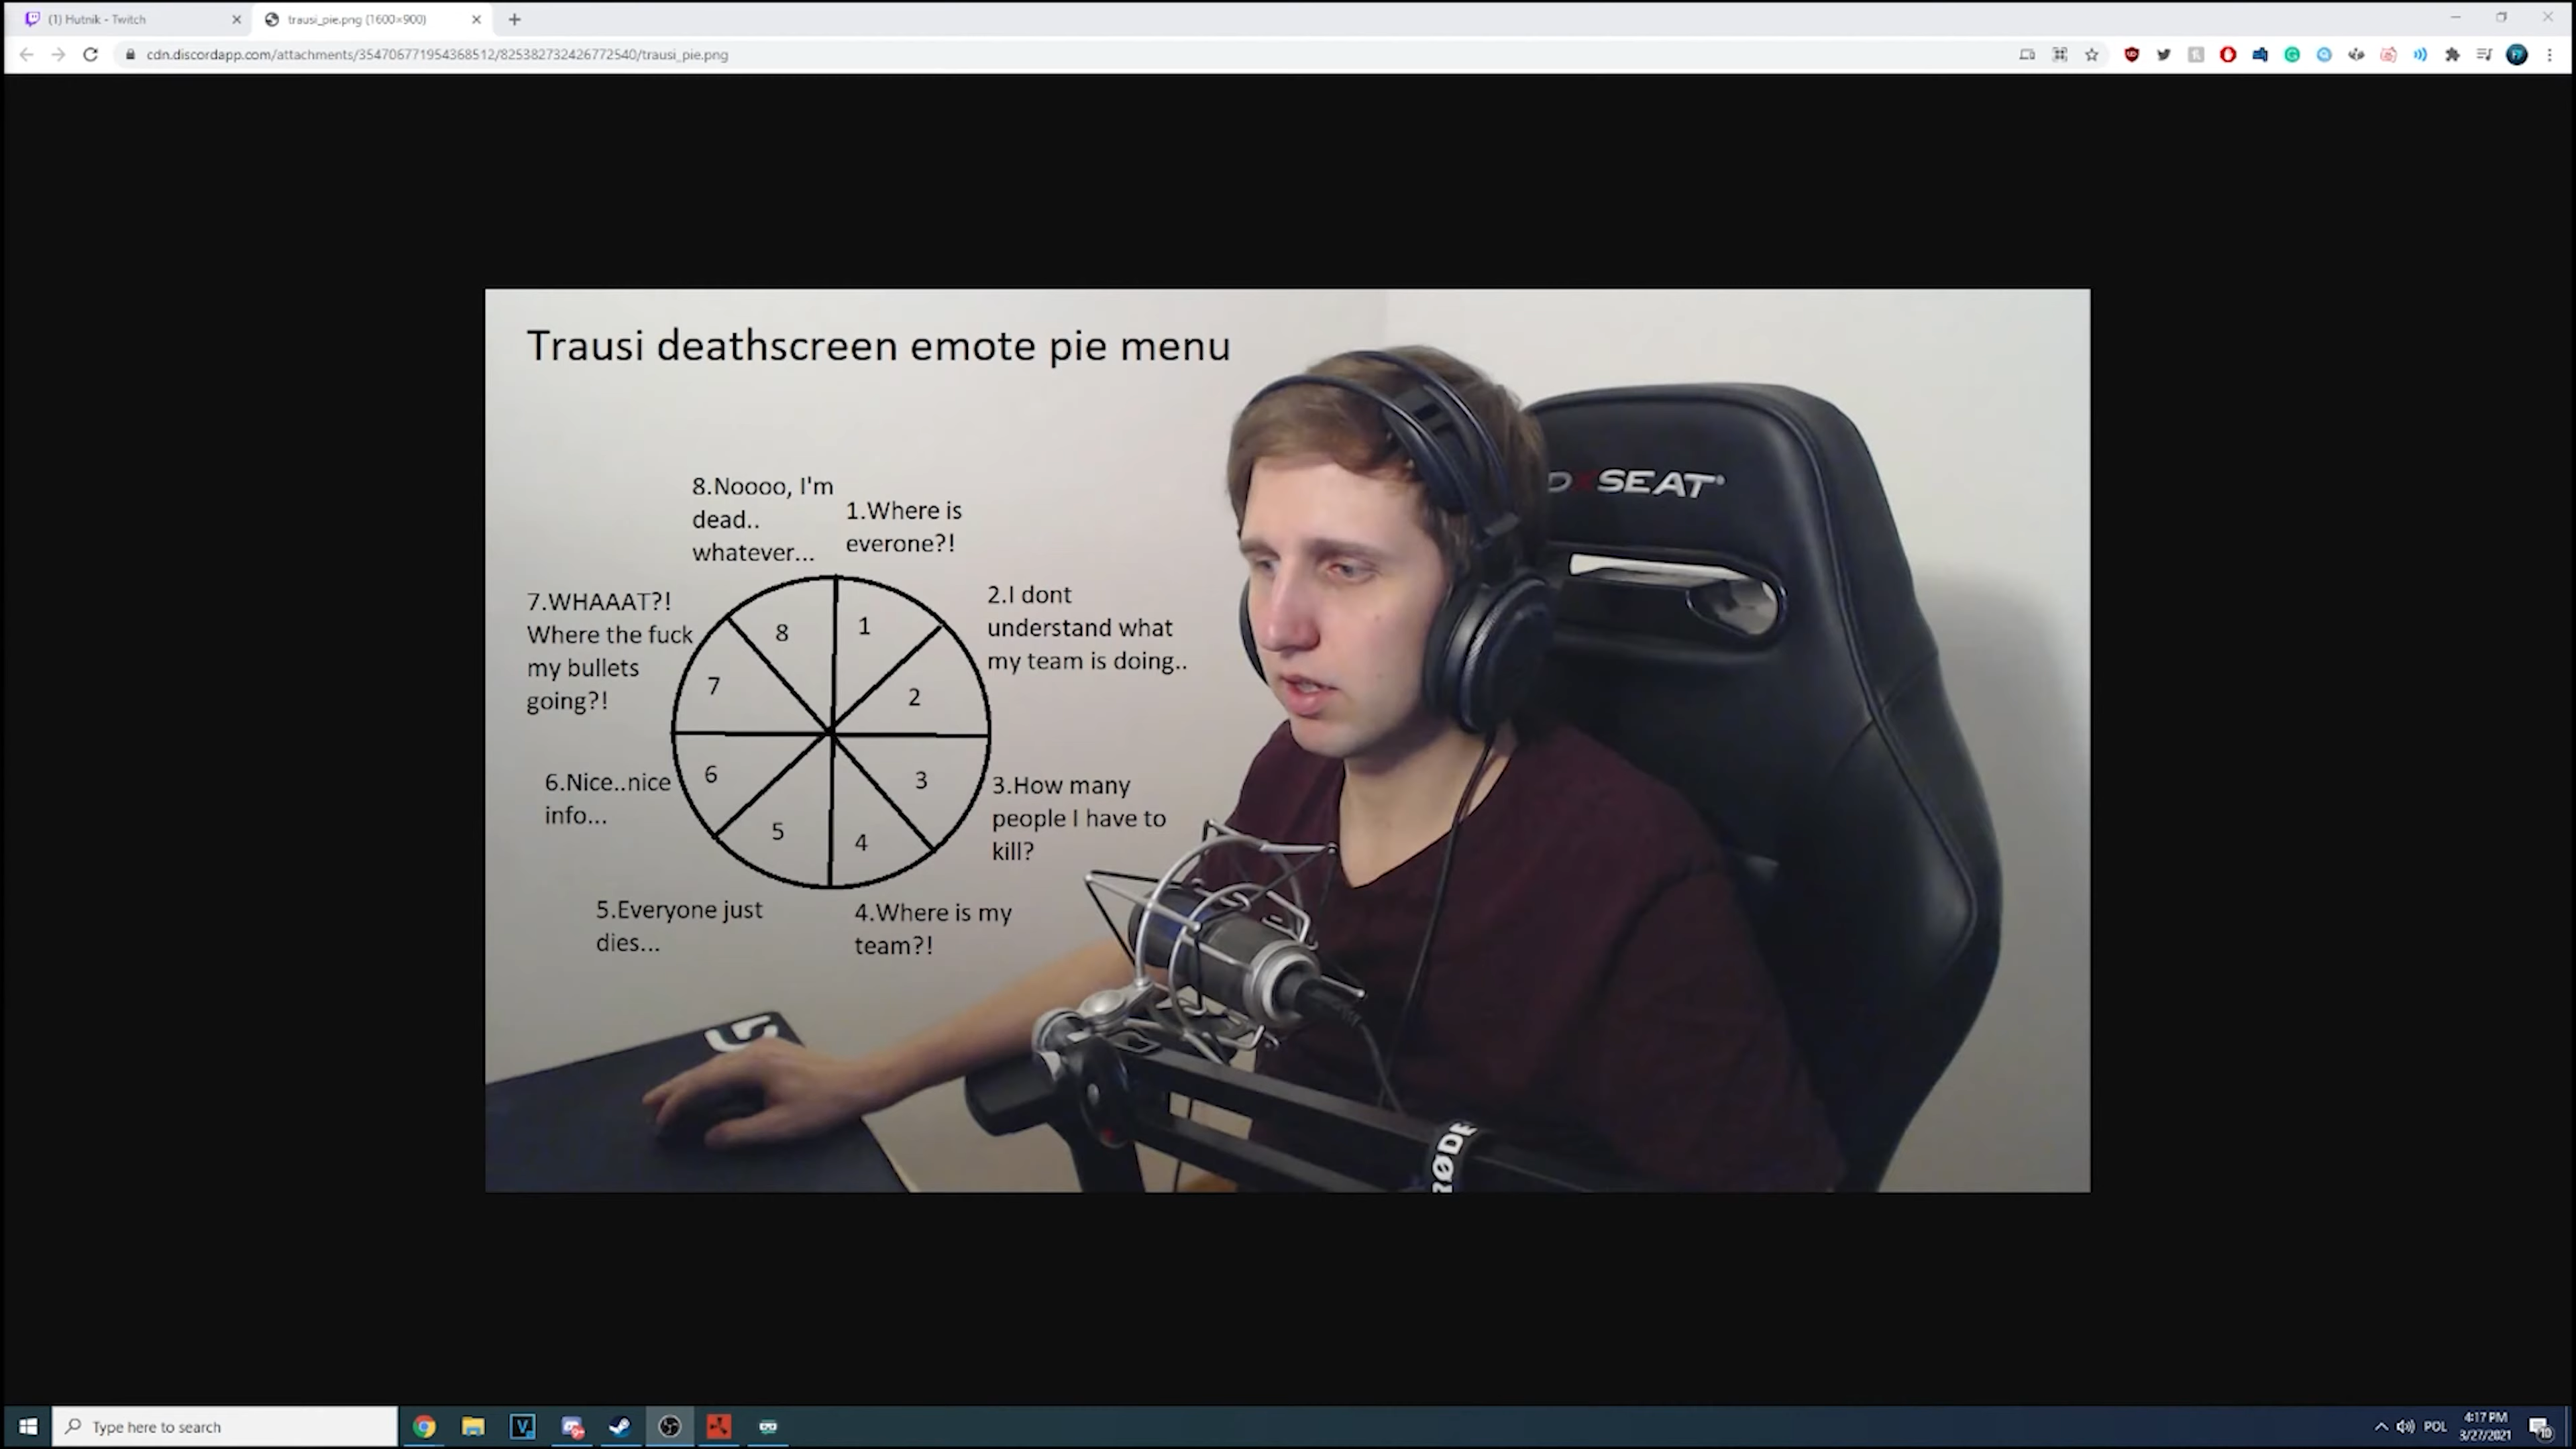 (1) Hutnik - Twitch
trausi_pie.png (1600×900)
cdn.discordapp.com/attachments/354706771954368512/825382732426772540/trausi_pie.png
Trausi deathscreen emote pie menu
8.Noooo, I'm
dead..
whatever...
1.Where is
everone?!
2.I dont
understand what
my team is doing..
7.WHAAAT?!
Where the fuck
my bullets
going?!
8
1
7
2
6
3
5
4
6.Nice..nice
info...
3.How many
people I have to
kill?
5.Everyone just
dies...
4.Where is my
team?!
DXSEAT
RØDE
Type here to search
POL
4:17 PM
3/27/2021
10